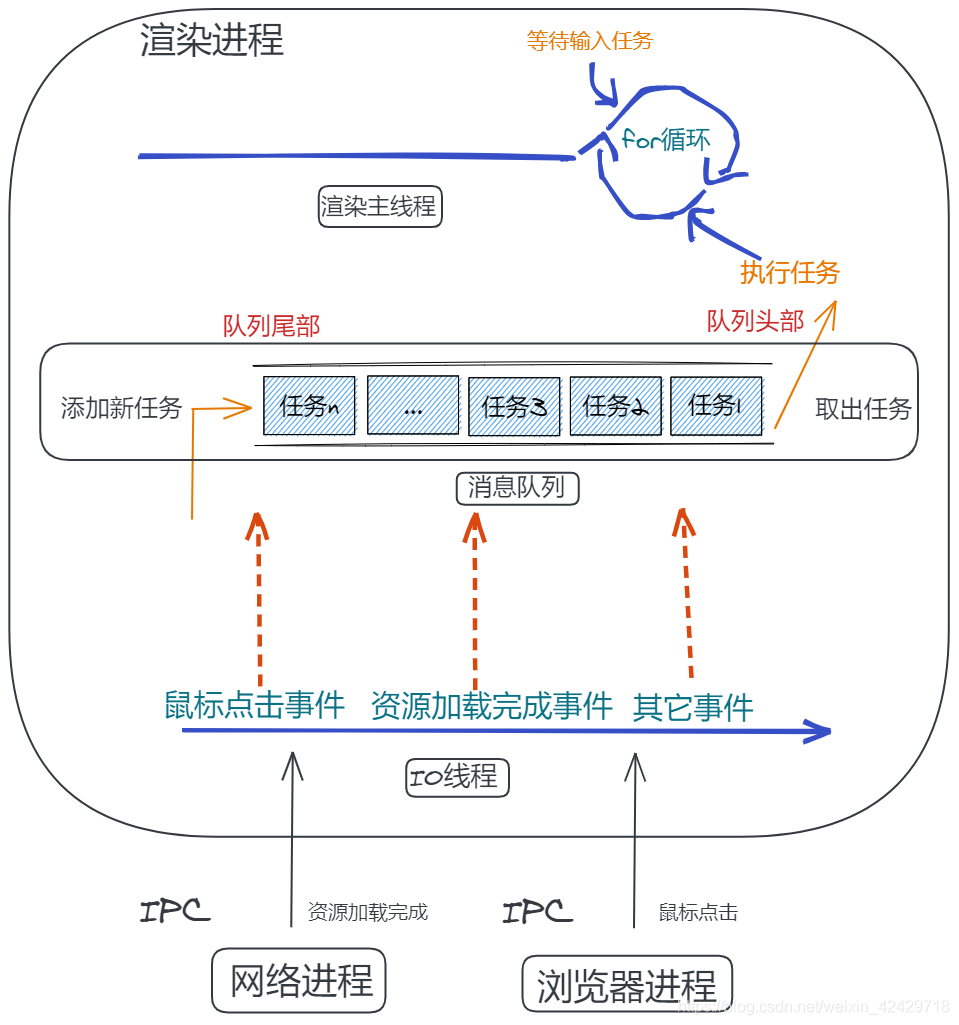 渲染进程
等待输入任务
for循环
渲染主线程
执行任务
队列尾部
队列头部
添加新任务
任务n
...
任务3
任务2
任务1
取出任务
消息队列
鼠标点击事件
资源加载完成事件
其它事件
IO线程
IPC
资源加载完成
IPC
鼠标点击
网络进程
浏览器进程
https://blog.csdn.net/weixin_42429718